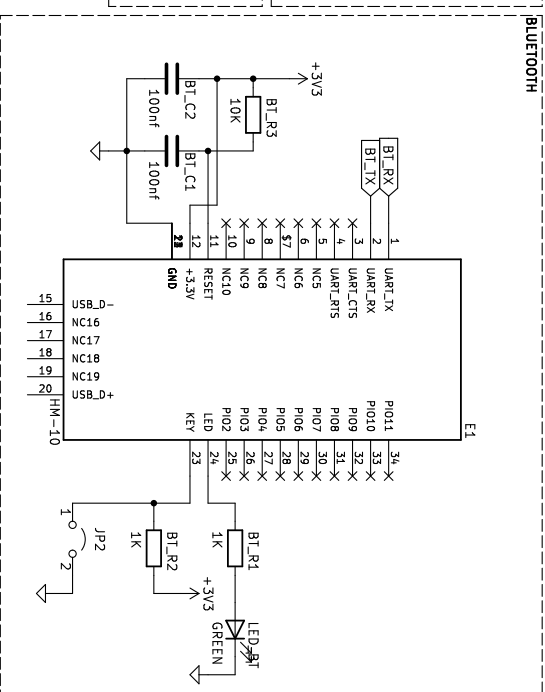 BLUETOOTH
+3V3
BT_C2
100nf
BT_R3
10K
BT_C1
100nf
BT_RX
BT_TX
12
11
10
9
8
$7
6
5
4
3
2
1
GND
+3.3V
RESET
NC10
NC9
NC8
NC7
NC6
NC5
UART_RTS
UART_CTS
UART_RX
UART_TX
15 USB_D-
16 NC16
17 NC17
18 NC18
19 NC19
20 USB_D+
HM-10
E1
KEY
LED
PIO2
PIO3
PIO4
PIO5
PIO6
PIO7
PIO8
PIO9
PIO10
PIO11
23
24
25
26
27
28
29
30
31
32
33
34
1
JP2
2
BT_R2
1K
+3V3
BT_R1
1K
LED_BT
GREEN